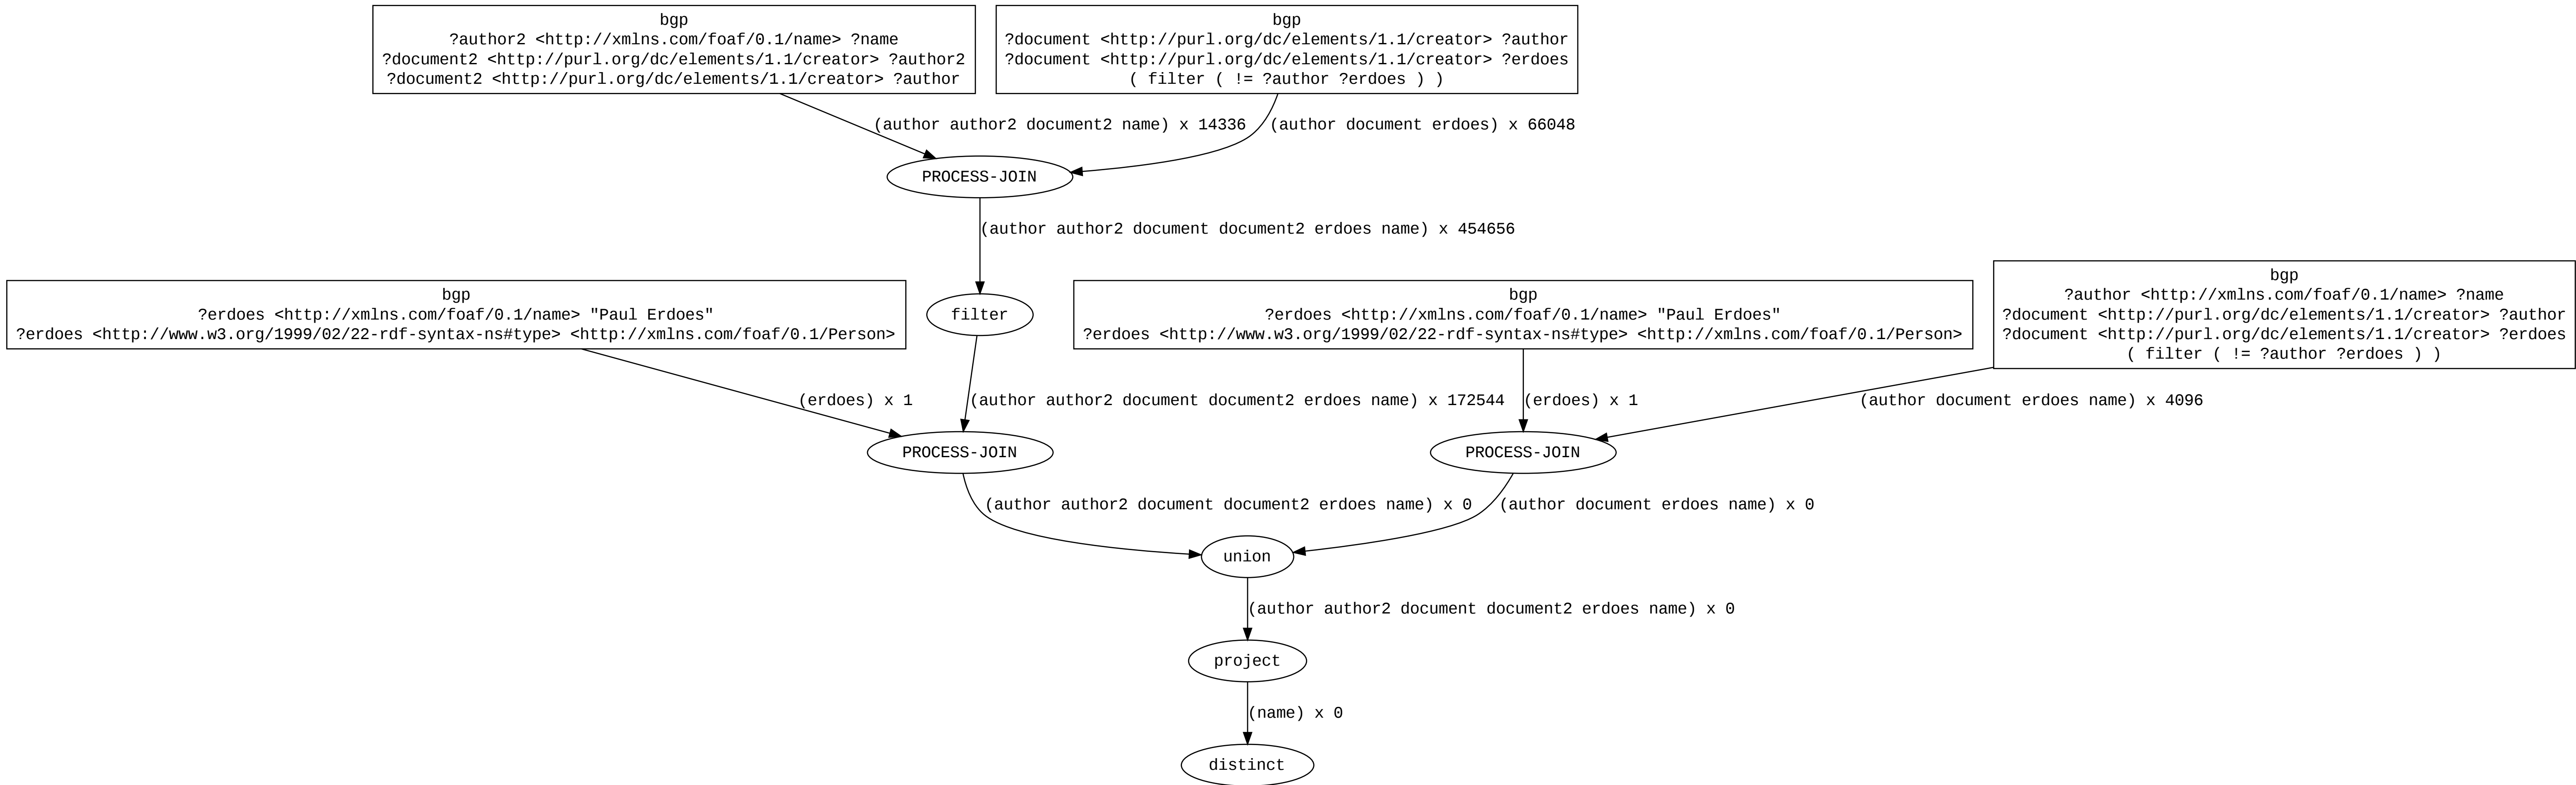 bgp
?author2 <http://xmlns.com/foaf/0.1/name> ?name
?document2 <http://purl.org/dc/elements/1.1/creator> ?author2
?document2 <http://purl.org/dc/elements/1.1/creator> ?author
bgp
?document <http://purl.org/dc/elements/1.1/creator> ?author
?document <http://purl.org/dc/elements/1.1/creator> ?erdoes
( filter ( != ?author ?erdoes ) )
(author author2 document2 name) x 14336
(author document erdoes) x 66048
PROCESS-JOIN
(author author2 document document2 erdoes name) x 454656
bgp
?erdoes <http://xmlns.com/foaf/0.1/name> "Paul Erdoes"
?erdoes <http://www.w3.org/1999/02/22-rdf-syntax-ns#type> <http://xmlns.com/foaf/0.1/Person>
filter
bgp
?erdoes <http://xmlns.com/foaf/0.1/name> "Paul Erdoes"
?erdoes <http://www.w3.org/1999/02/22-rdf-syntax-ns#type> <http://xmlns.com/foaf/0.1/Person>
bgp
?author <http://xmlns.com/foaf/0.1/name> ?name
?document <http://purl.org/dc/elements/1.1/creator> ?author
?document <http://purl.org/dc/elements/1.1/creator> ?erdoes
( filter ( != ?author ?erdoes ) )
(erdoes) x 1
(author author2 document document2 erdoes name) x 172544
(erdoes) x 1
(author document erdoes name) x 4096
PROCESS-JOIN
PROCESS-JOIN
(author author2 document document2 erdoes name) x 0
(author document erdoes name) x 0
union
(author author2 document document2 erdoes name) x 0
project
(name) x 0
distinct